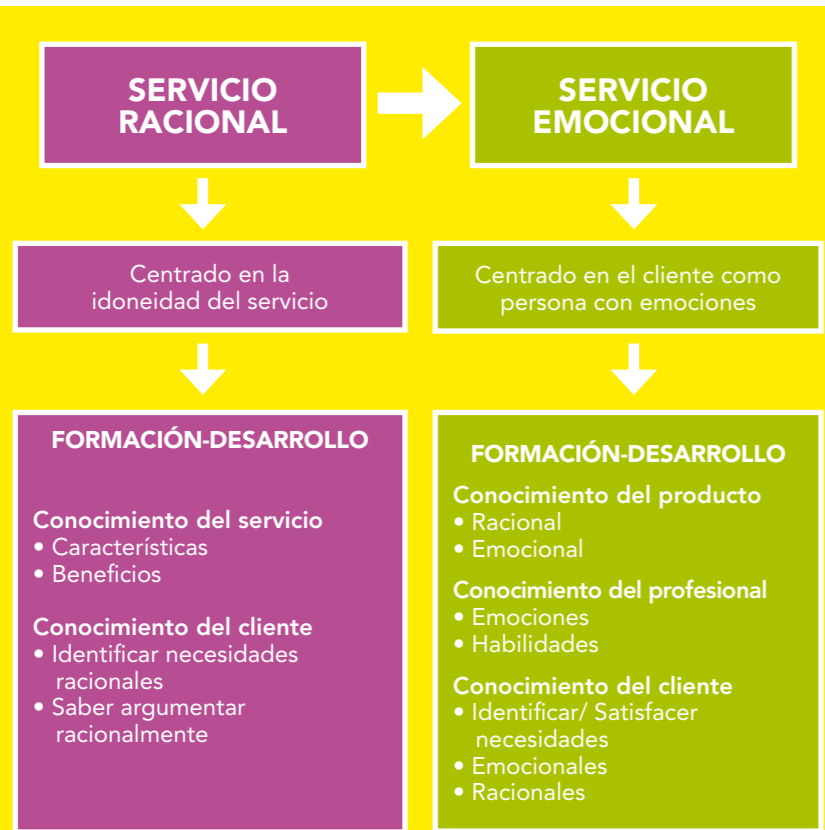 SERVICIO
RACIONAL
SERVICIO
EMOCIONAL
Centrado en la
idoneidad del servicio
Centrado en el cliente como
persona con emociones
FORMACIÓN-DESARROLLO
Conocimiento del servicio
• Características
• Beneficios
Conocimiento del cliente
• Identificar necesidades
racionales
• Saber argumentar
racionalmente
FORMACIÓN-DESARROLLO
Conocimiento del producto
• Racional
• Emocional
Conocimiento del profesional
• Emociones
• Habilidades
Conocimiento del cliente
• Identificar/ Satisfacer
necesidades
• Emocionales
• Racionales